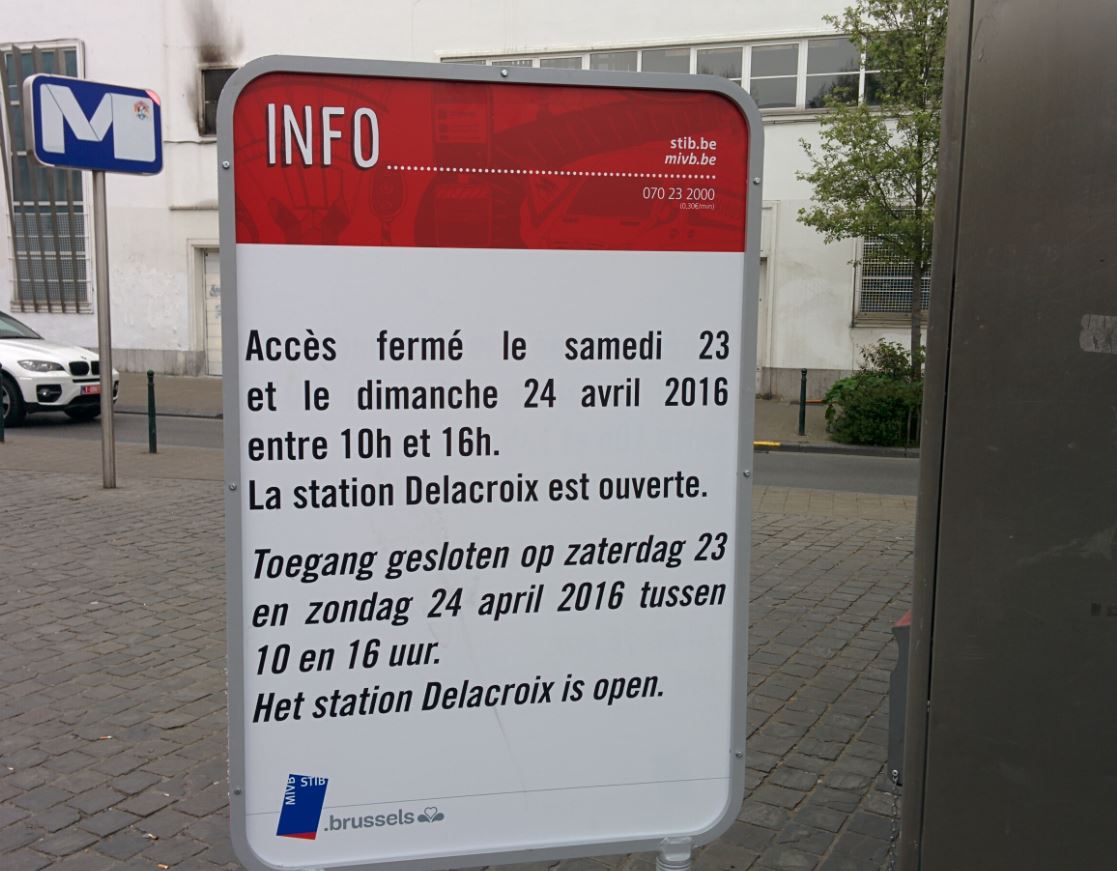 M
INFO
stib.be
mivb.be
070 23 2000
(0,30€/min)
Accès fermé le samedi 23
et le dimanche 24 avril 2016
entre 10h et 16h.
La station Delacroix est ouverte.
Toegang gesloten op zaterdag 23
en zondag 24 april 2016 tussen
10 en 16 uur.
Het station Delacroix is open.
MIVB STIB
.brussels